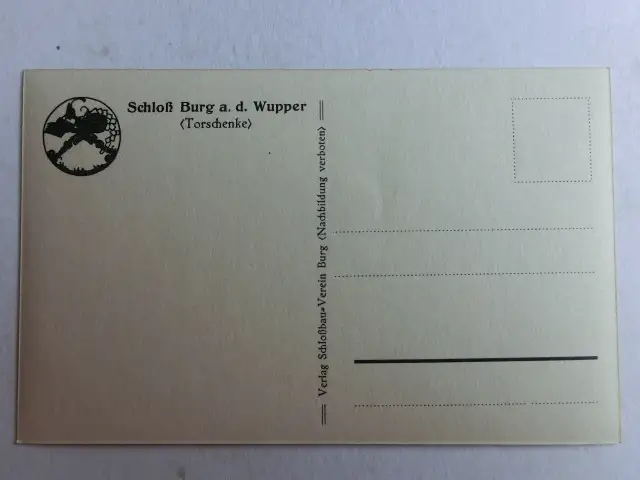 Schloß Burg a. d. Wupper
(Torschenke)
Verlag Schloßbau=Verein Burg (Nachbildung verboten)